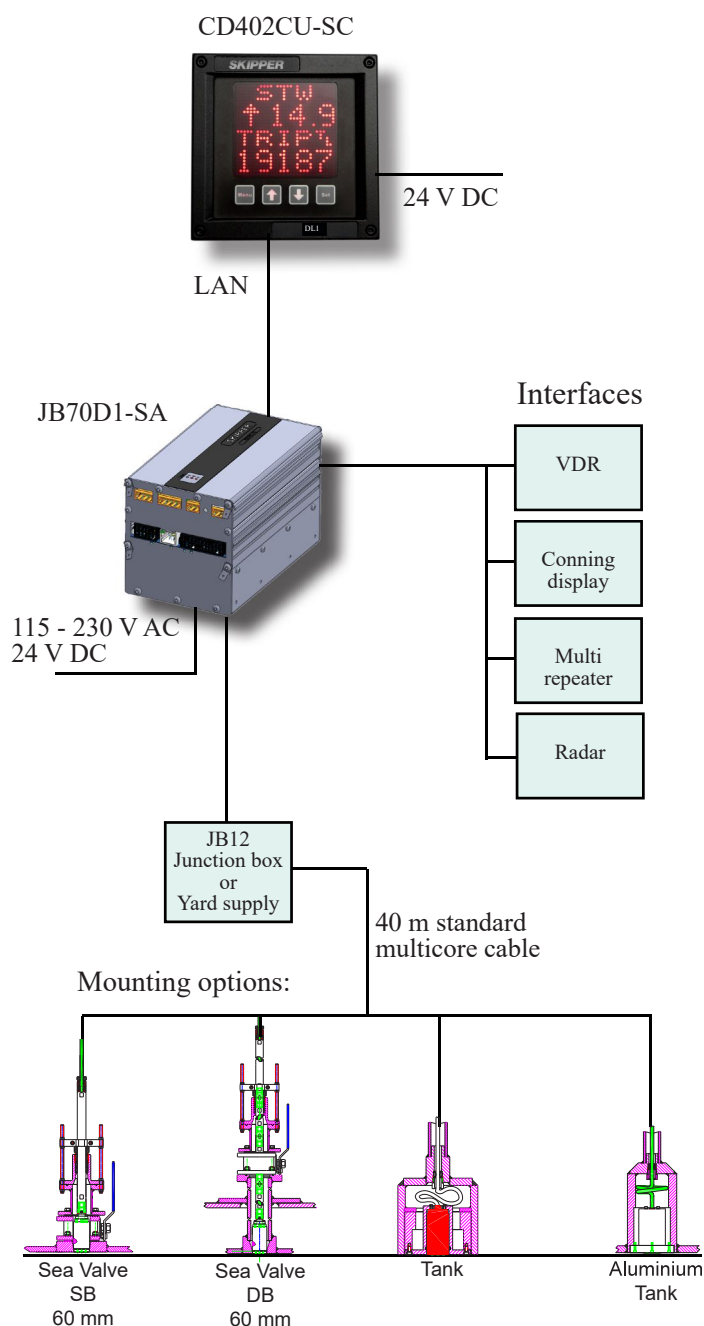 CD402CU-SC
SKIPPER
STW
↑14.9
TRIP
19187
Menu
Set
DL1
24 V DC
LAN
JB70D1-SA
SKIPPER
Interfaces
VDR
Conning
display
Multi
repeater
Radar
115 - 230 V AC
24 V DC
JB12
Junction box
or
Yard supply
40 m standard
multicore cable
Mounting options:
Sea Valve
SB
60 mm
Sea Valve
DB
60 mm
Tank
Aluminium
Tank